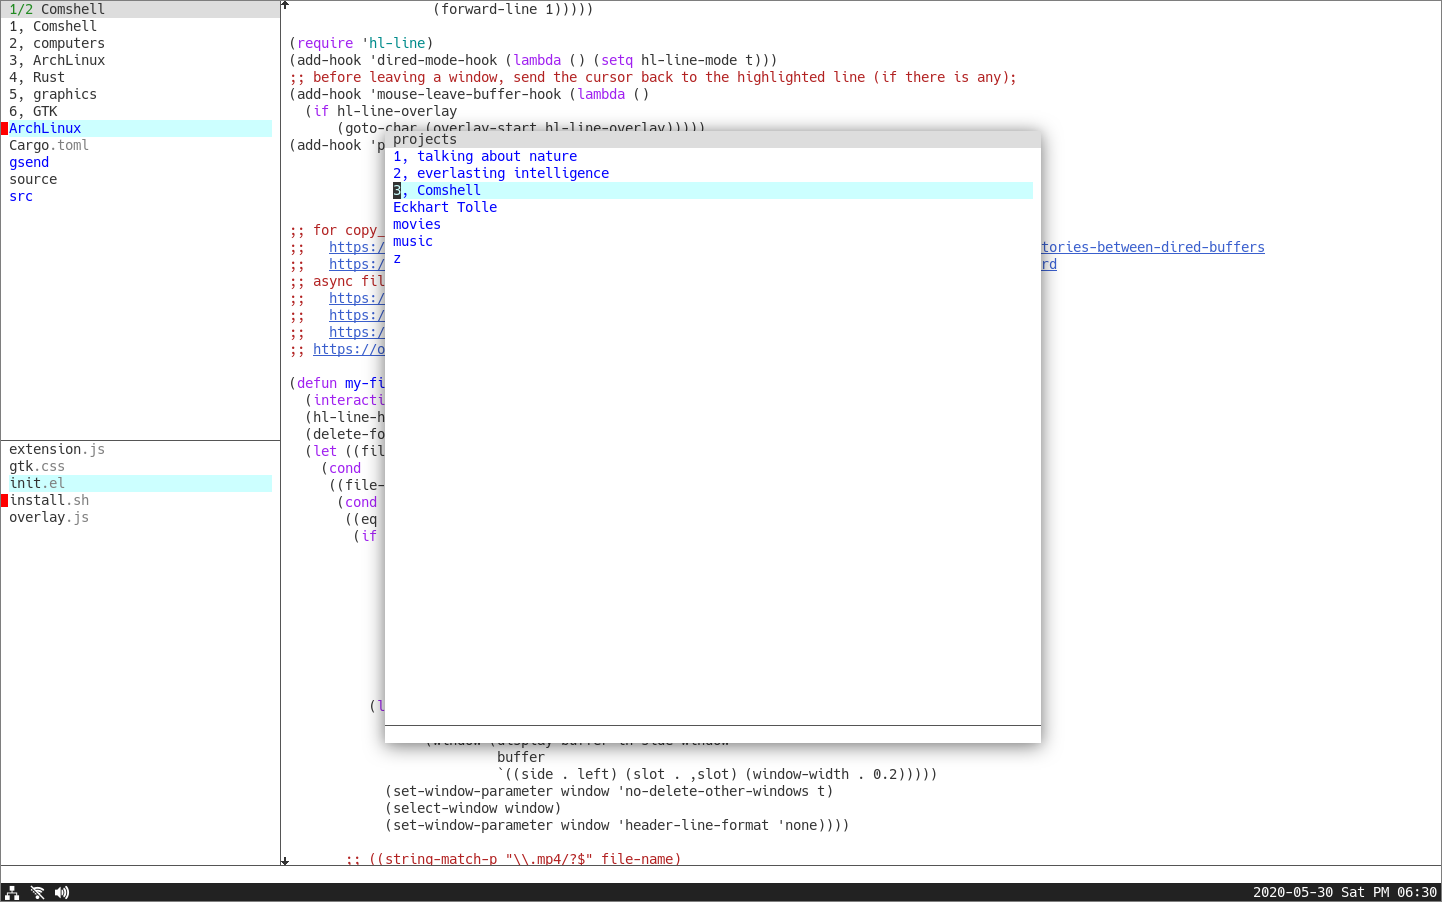 1/2 Comshell
1, Comshell
2, computers
3, ArchLinux
4, Rust
5, graphics
6, GTK
ArchLinux
Cargo.toml
gsend
source
src
extension.js
gtk.css
init.el
install.sh
overlay.js
(forward-line 1)))))
(require 'hl-line)
(add-hook 'dired-mode-hook (lambda () (setq hl-line-mode t)))
;; before leaving a window, send the cursor back to the highlighted line (if there is any);
(add-hook 'mouse-leave-buffer-hook (lambda ()
(if hl-line-overlay
(goto-char (overlay-start hl-line-overlay)))))
(add-hook 'p
;; for copy_
;; https:/
tories-between-dired-buffers
;; https:/
rd
;; async fil
;; https:/
;; https:/
;; https:/
;; https://o
(defun my-fi
(interacti
(hl-line-h
(delete-fo
(let ((fil
(cond
((file-
(cond
((eq
(if
(l
(window (display-buffer-in-side-window
buffer
`((side . left) (slot . ,slot) (window-width . 0.2)))))
(set-window-parameter window 'no-delete-other-windows t)
(select-window window)
(set-window-parameter window 'header-line-format 'none))))
;; ((string-match-p "\\.mp4/?$" file-name)
projects
1, talking about nature
2, everlasting intelligence
3, Comshell
Eckhart Tolle
movies
music
z
2020-05-30 Sat PM 06:30